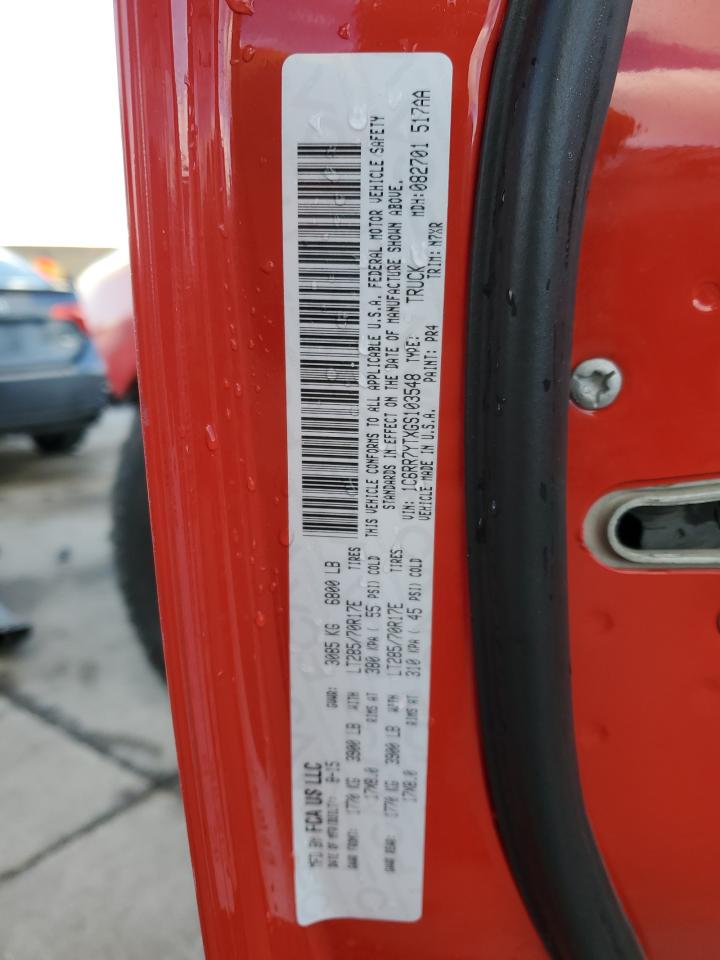 MFD BY FCA US LLC
DATE OF MFR(BUILT): 8-15 GVWR: 3085 KG 6800 LB
GAWR FRONT: 1770 KG 3900 LB WITH LT285/70R17E TIRES
17X8.0 RIMS AT 380 KPA ( 55 PSI) COLD
GAWR REAR: 1770 KG 3900 LB WITH LT285/70R17E TIRES
17X8.0 RIMS AT 310 KPA ( 45 PSI) COLD
THIS VEHICLE CONFORMS TO ALL APPLICABLE U.S.A. FEDERAL MOTOR VEHICLE SAFETY
STANDARDS IN EFFECT ON THE DATE OF MANUFACTURE SHOWN ABOVE.
VIN: 1C6RR7YTXGS103548 TYPE: TRUCK MDH:082701 517AA
VEHICLE MADE IN U.S.A. PAINT: PR4 TRIM: N7XR